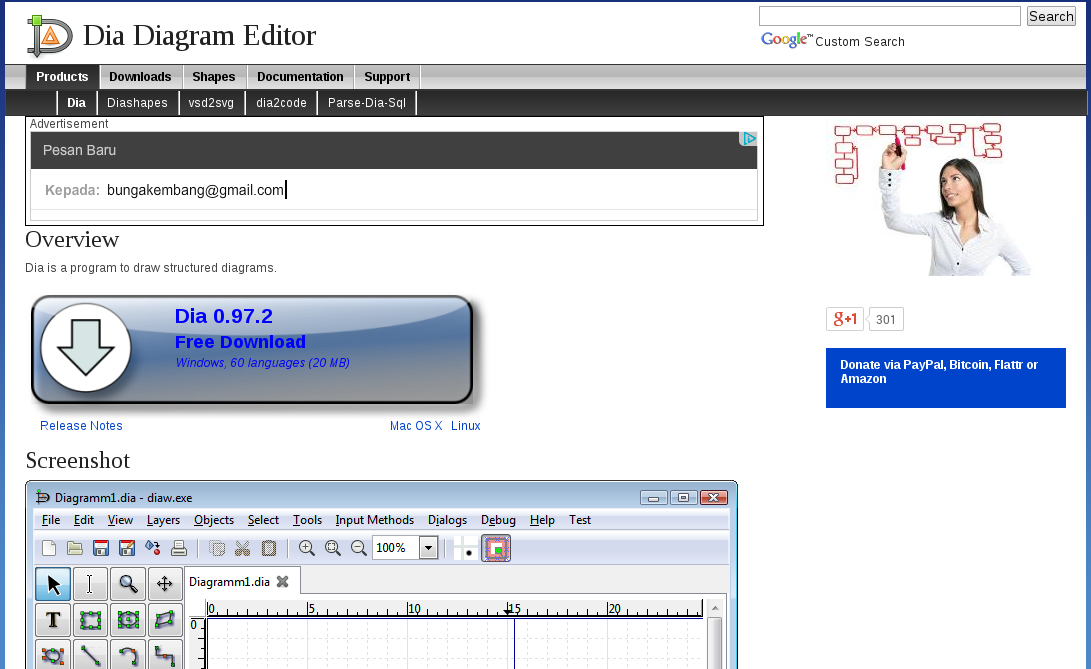 Dia Diagram Editor
Search
Google™ Custom Search
Products Downloads Shapes Documentation Support
Dia Diashapes vsd2svg dia2code Parse-Dia-Sql
Advertisement
Pesan Baru
Kepada: bungakembang@gmail.com
Overview
Dia is a program to draw structured diagrams.
Dia 0.97.2
Free Download
Windows, 60 languages (20 MB)
Release Notes Mac OS X Linux
g+1 301
Donate via PayPal, Bitcoin, Flattr or
Amazon
Screenshot
Diagramm1.dia - diaw.exe
File Edit View Layers Objects Select Tools Input Methods Dialogs Debug Help Test
100%
Diagramm1.dia
0 5 10 15 20
T
0